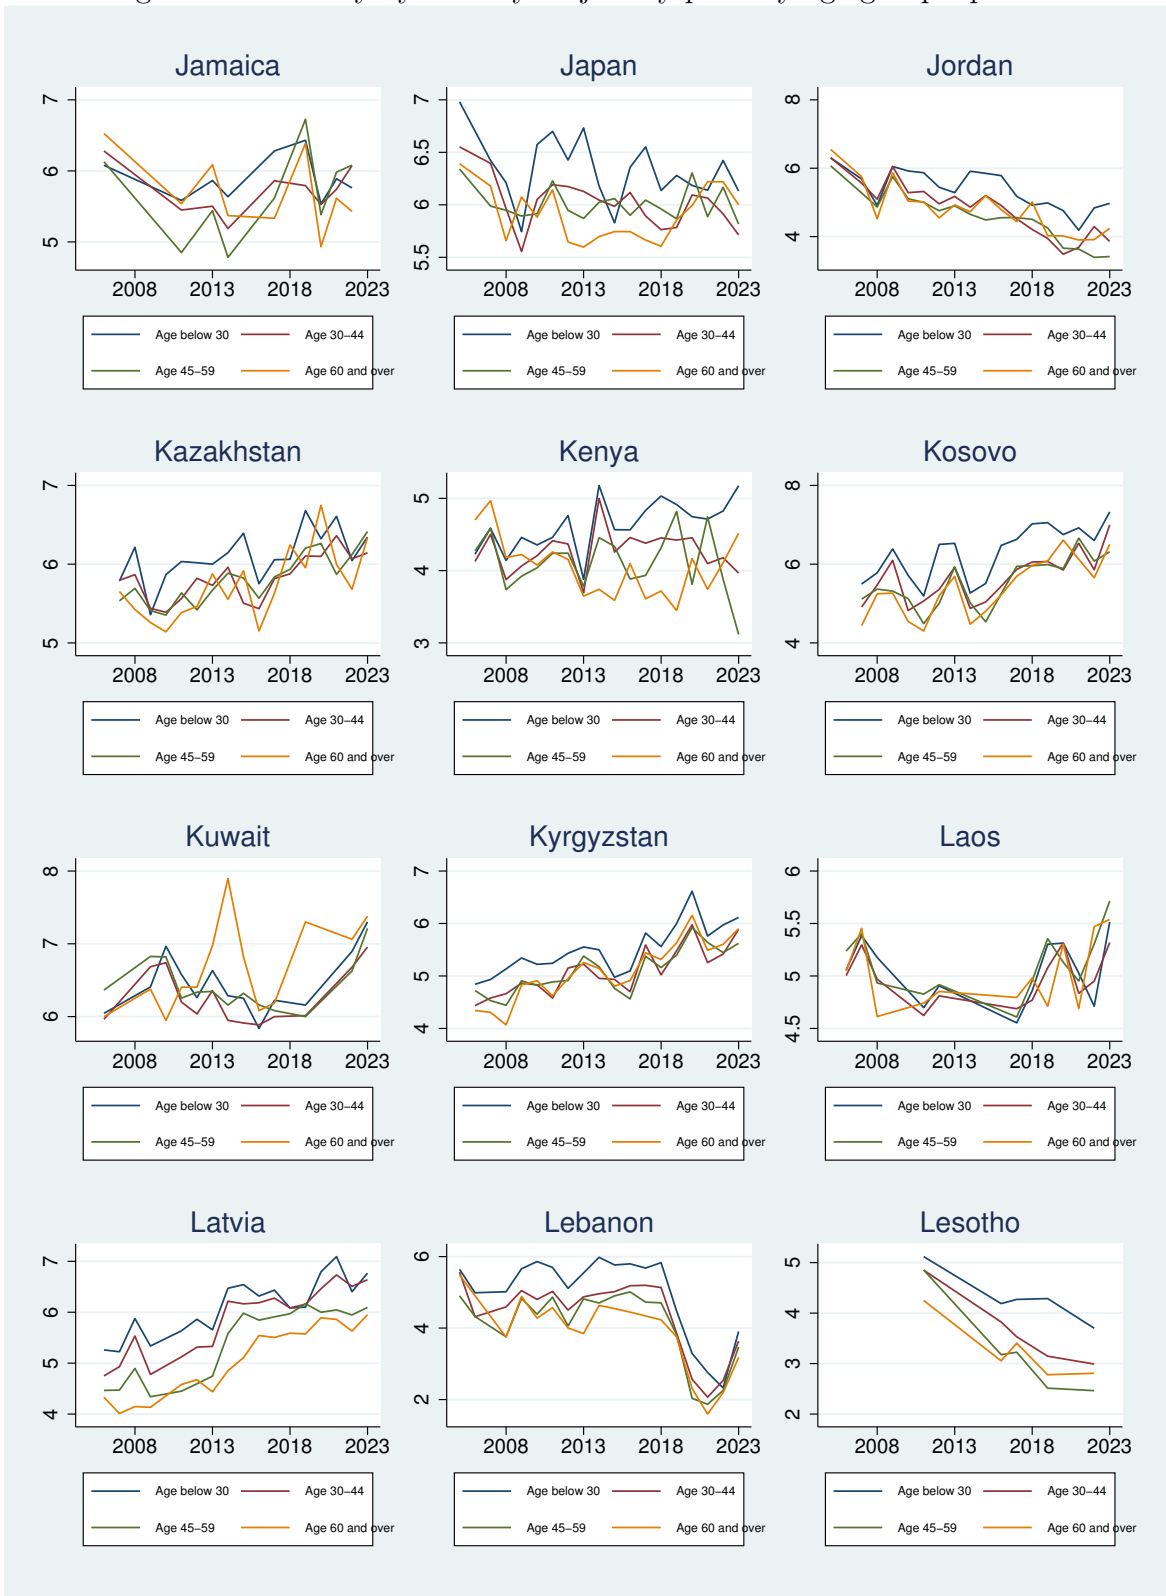 Jamaica
7
6
5
2008 2013 2018 2023
Age below 30 Age 30–44
Age 45–59 Age 60 and over
Japan
7
6.5
6
5.5
2008 2013 2018 2023
Age below 30 Age 30–44
Age 45–59 Age 60 and over
Jordan
8
6
4
2008 2013 2018 2023
Age below 30 Age 30–44
Age 45–59 Age 60 and over
Kazakhstan
7
6
5
2008 2013 2018 2023
Age below 30 Age 30–44
Age 45–59 Age 60 and over
Kenya
5
4
3
2008 2013 2018 2023
Age below 30 Age 30–44
Age 45–59 Age 60 and over
Kosovo
8
6
4
2008 2013 2018 2023
Age below 30 Age 30–44
Age 45–59 Age 60 and over
Kuwait
8
7
6
2008 2013 2018 2023
Age below 30 Age 30–44
Age 45–59 Age 60 and over
Kyrgyzstan
7
6
5
4
2008 2013 2018 2023
Age below 30 Age 30–44
Age 45–59 Age 60 and over
Laos
6
5.5
5
4.5
2008 2013 2018 2023
Age below 30 Age 30–44
Age 45–59 Age 60 and over
Latvia
7
6
5
4
2008 2013 2018 2023
Age below 30 Age 30–44
Age 45–59 Age 60 and over
Lebanon
6
4
2
2008 2013 2018 2023
Age below 30 Age 30–44
Age 45–59 Age 60 and over
Lesotho
5
4
3
2
2008 2013 2018 2023
Age below 30 Age 30–44
Age 45–59 Age 60 and over